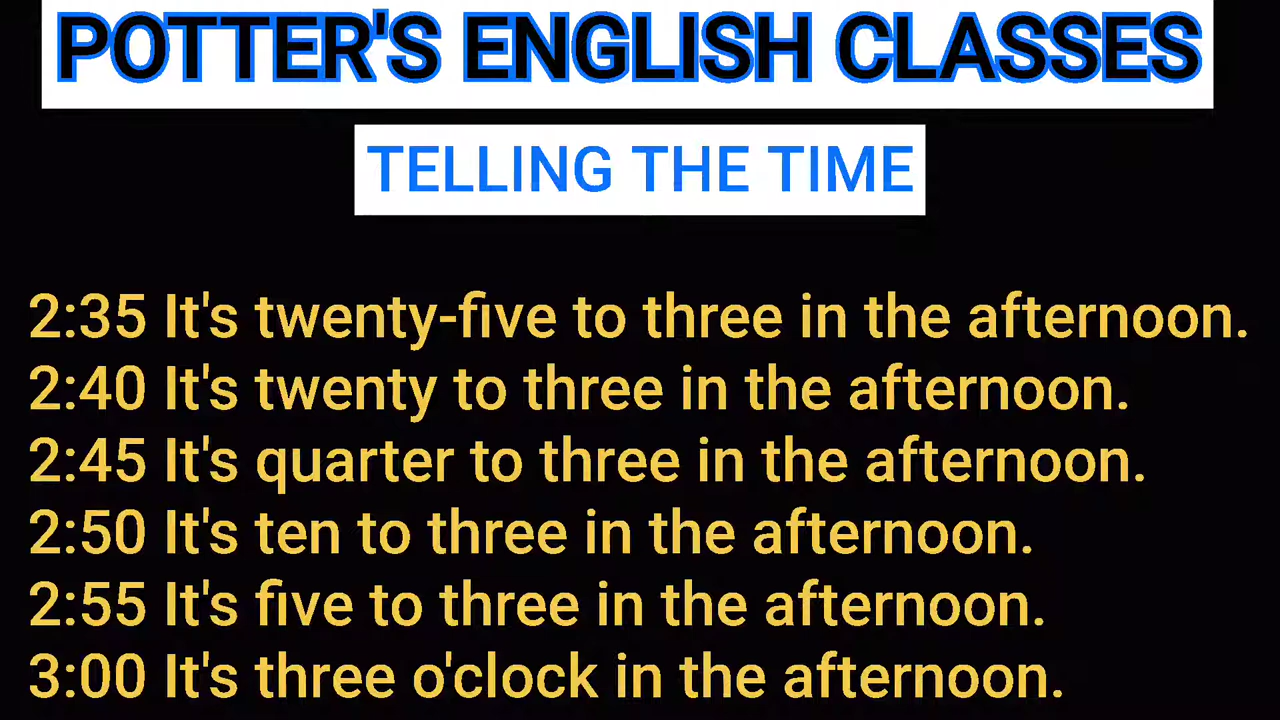 POTTER'S ENGLISH CLASSES
TELLING THE TIME
2:35 It's twenty-five to three in the afternoon.
2:40 It's twenty to three in the afternoon.
2:45 It's quarter to three in the afternoon.
2:50 It's ten to three in the afternoon.
2:55 It's five to three in the afternoon.
3:00 It's three o'clock in the afternoon.